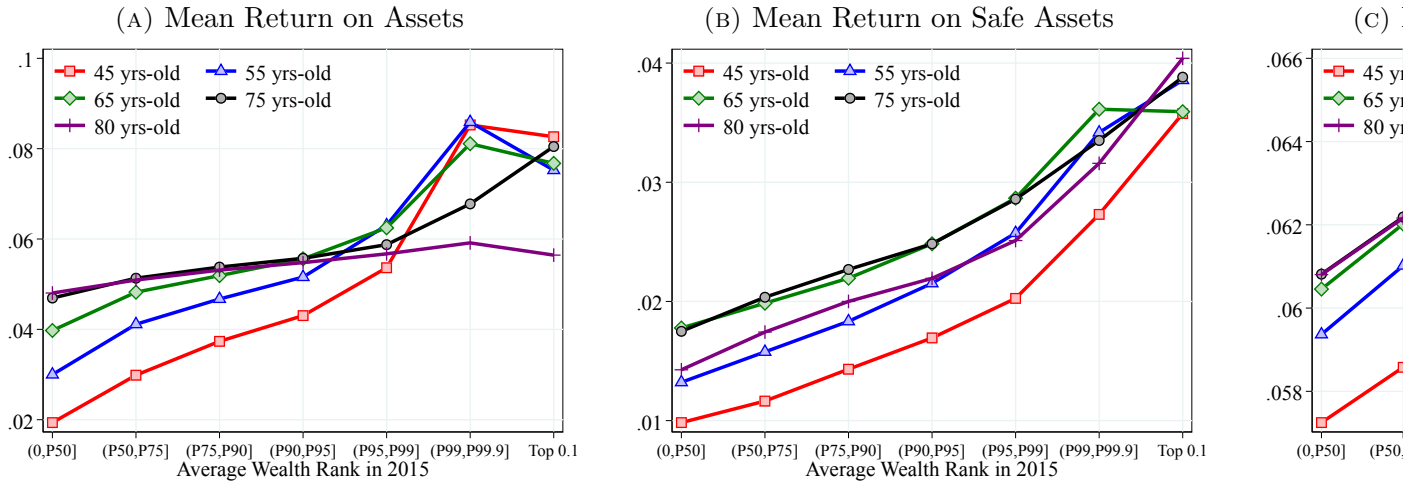 (A) Mean Return on Assets
.1
.08
.06
.04
.02
45 yrs-old
55 yrs-old
65 yrs-old
75 yrs-old
80 yrs-old
(0,P50]
(P50,P75]
(P75,P90]
(P90,P95]
(P95,P99]
(P99,P99.9]
Top 0.1
Average Wealth Rank in 2015
(B) Mean Return on Safe Assets
.04
.03
.02
.01
45 yrs-old
55 yrs-old
65 yrs-old
75 yrs-old
80 yrs-old
(0,P50]
(P50,P75]
(P75,P90]
(P90,P95]
(P95,P99]
(P99,P99.9]
Top 0.1
Average Wealth Rank in 2015
(C)
.066
.064
.062
.06
.058
45 yr
65 yr
80 yr
(0,P50]
(P50,